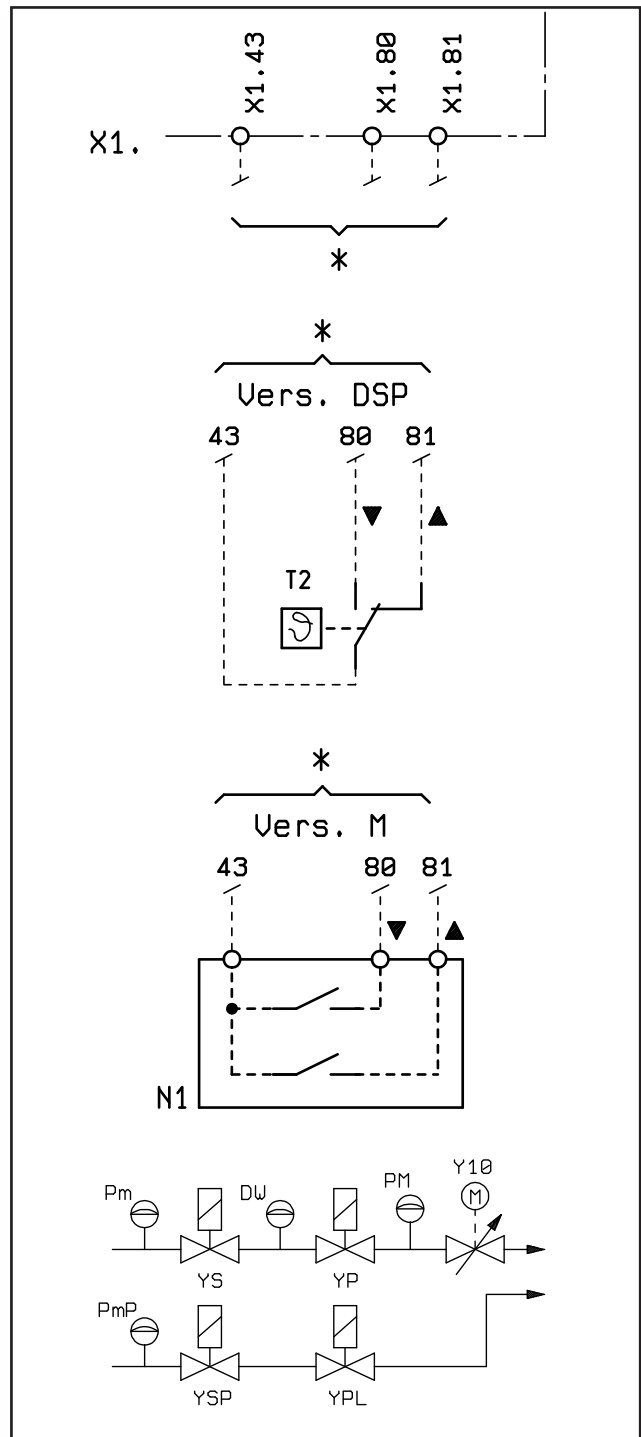 X1.43 X1.80 X1.81
X1.
*
*
Vers. DSP
43 80 81
T2
*
Vers. M
43 80 81
N1
Pm DW PM Y10
M
YS YP
PmP
YSP YPL